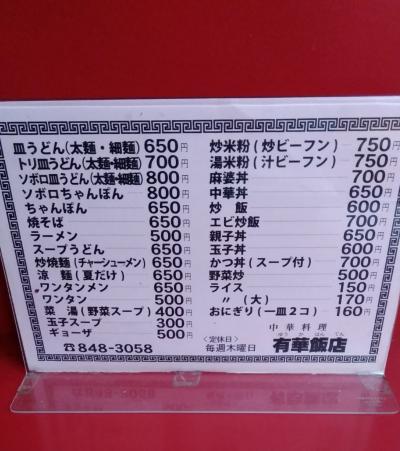 皿うどん(太麺・細麺) 650円
トリ皿うどん(太麺・細麺) 700円
ソボロ皿うどん(太麺・細麺) 800円
ソボロちゃんぽん 800円
ちゃんぽん 650円
焼そば 650円
ラーメン 500円
スープうどん 500円
炒焼麺(チャーシューメン) 650円
涼麺(夏だけ) 650円
ワンタンメン 650円
ワンタン 500円
菜湯(野菜スープ) 400円
玉子スープ 300円
ギョーザ 500円
☎848-3058
炒米粉(炒ビーフン) 750円
湯米粉(汁ビーフン) 750円
麻婆丼 700円
中華丼 650円
炒飯 600円
エビ炒飯 700円
親子丼 650円
玉子丼 600円
かつ丼(スープ付) 700円
野菜炒 500円
ライス 150円
〃(大) 170円
おにぎり(一皿2コ) 160円
中華料理
ゆうかはんてん
有華飯店
〈定休日〉
毎週木曜日